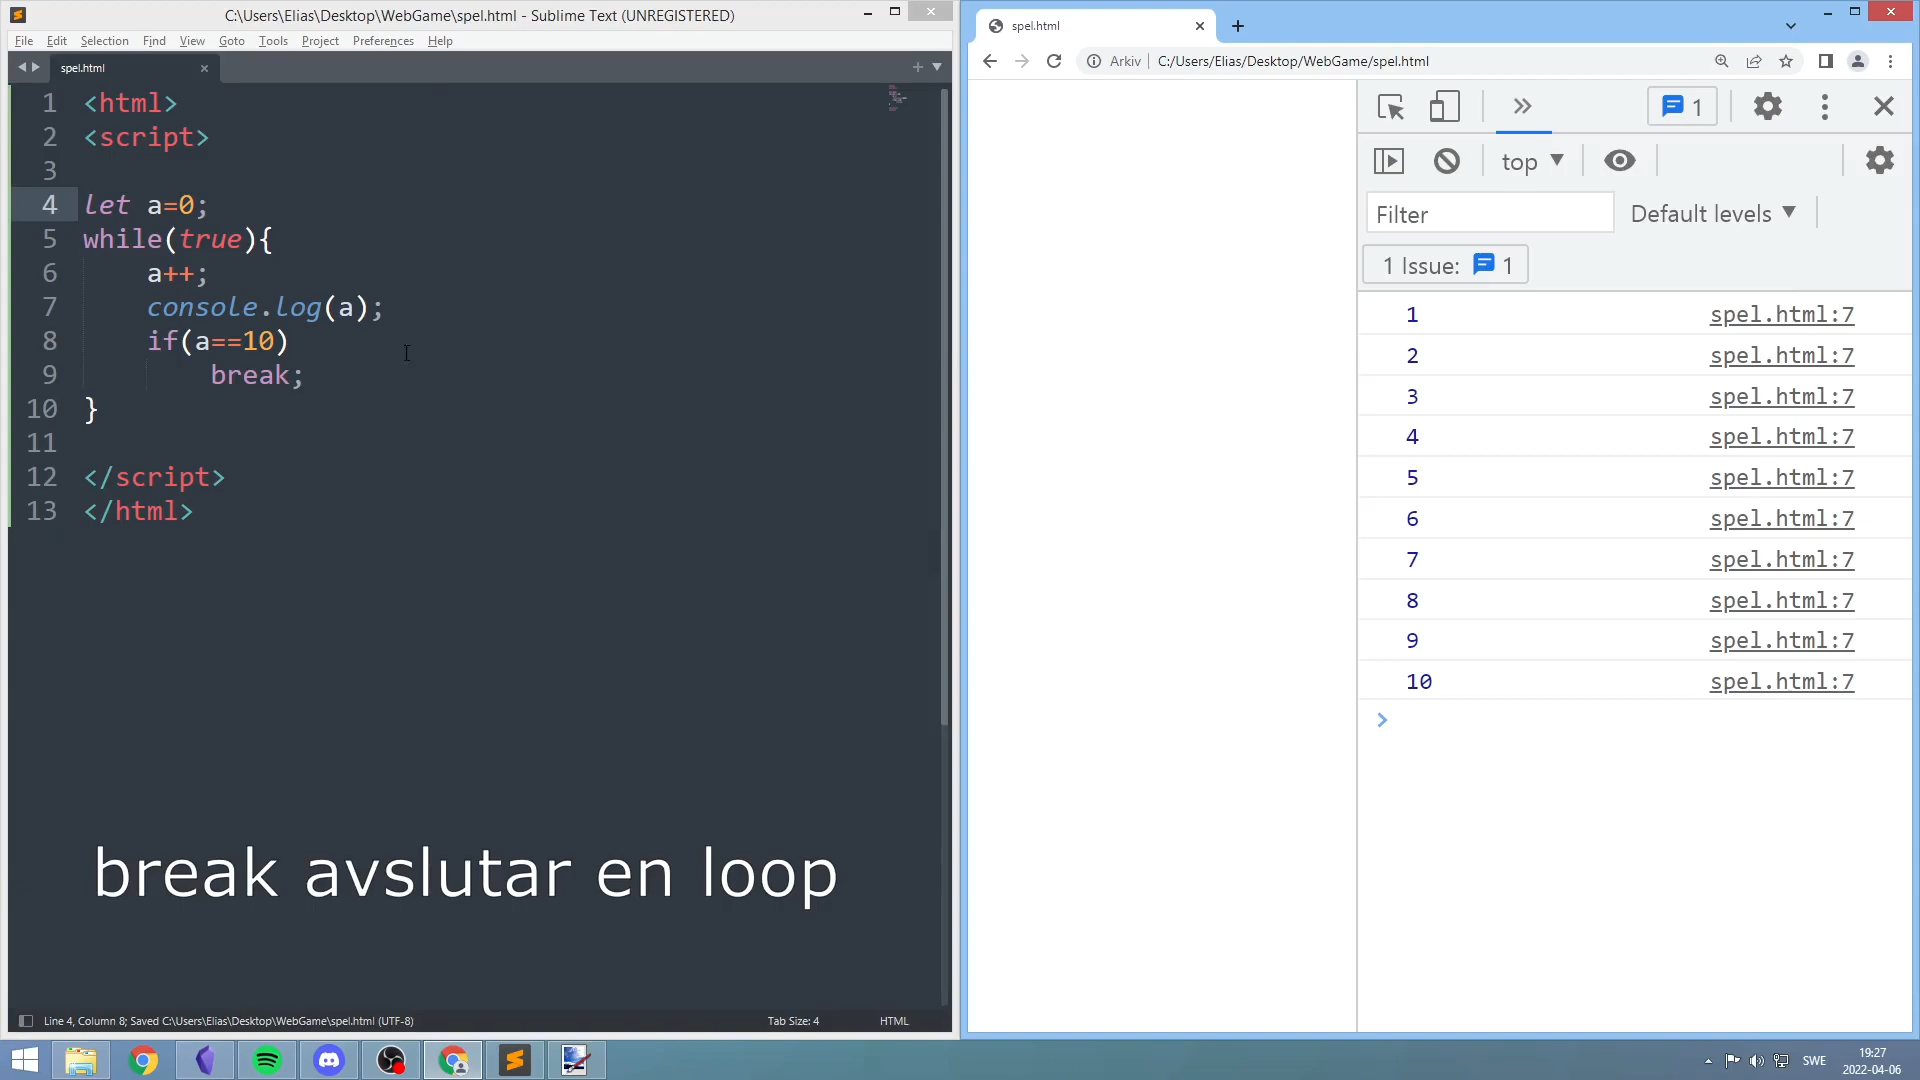 C:\Users\Elias\Desktop\WebGame\spel.html - Sublime Text (UNREGISTERED)
File Edit Selection Find View Goto Tools Project Preferences Help
spel.html
1 <html>
2 <script>
3
4 let a=0;
5 while(true){
6 a++;
7 console.log(a);
8 if(a==10)
9 break;
10 }
11
12 </script>
13 </html>
break avslutar en loop
Line 4, Column 8; Saved C:\Users\Elias\Desktop\WebGame\spel.html (UTF-8) Tab Size: 4 HTML
spel.html
Arkiv C:/Users/Elias/Desktop/WebGame/spel.html
1
top
Filter Default levels
1 Issue: 1
1 spel.html:7
2 spel.html:7
3 spel.html:7
4 spel.html:7
5 spel.html:7
6 spel.html:7
7 spel.html:7
8 spel.html:7
9 spel.html:7
10 spel.html:7
SWE
19:27
2022-04-06